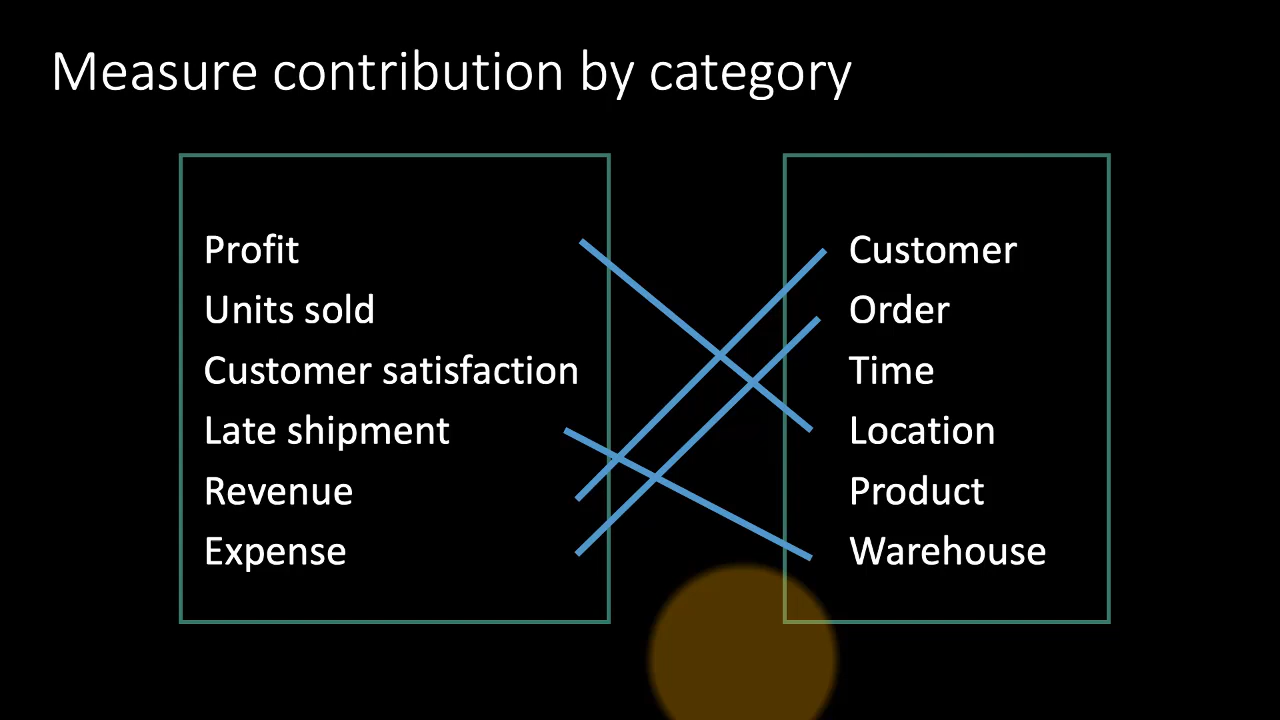 Measure contribution by category
Profit
Units sold
Customer satisfaction
Late shipment
Revenue
Expense
Customer
Order
Time
Location
Product
Warehouse